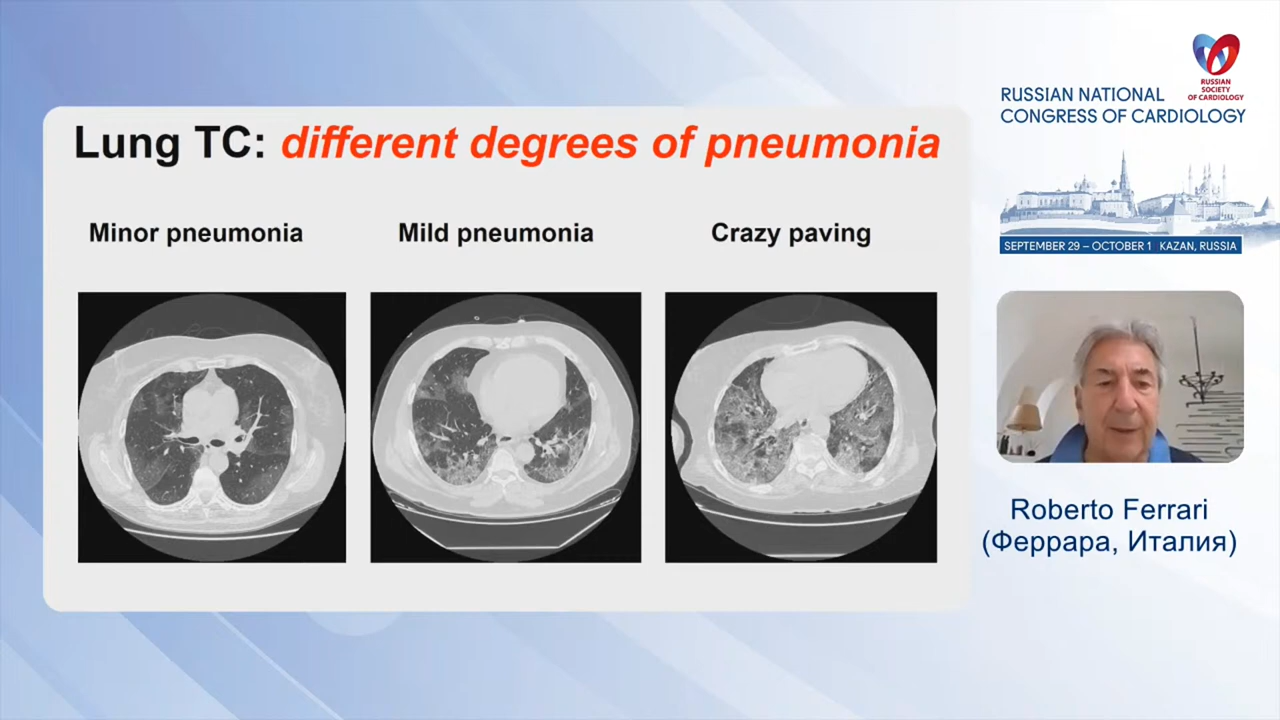 Lung TC: different degrees of pneumonia
Minor pneumonia
Mild pneumonia
Crazy paving
RUSSIAN
SOCIETY
OF CARDIOLOGY
RUSSIAN NATIONAL
CONGRESS OF CARDIOLOGY
SEPTEMBER 29 – OCTOBER 1 KAZAN, RUSSIA
Roberto Ferrari
(Феррара, Италия)